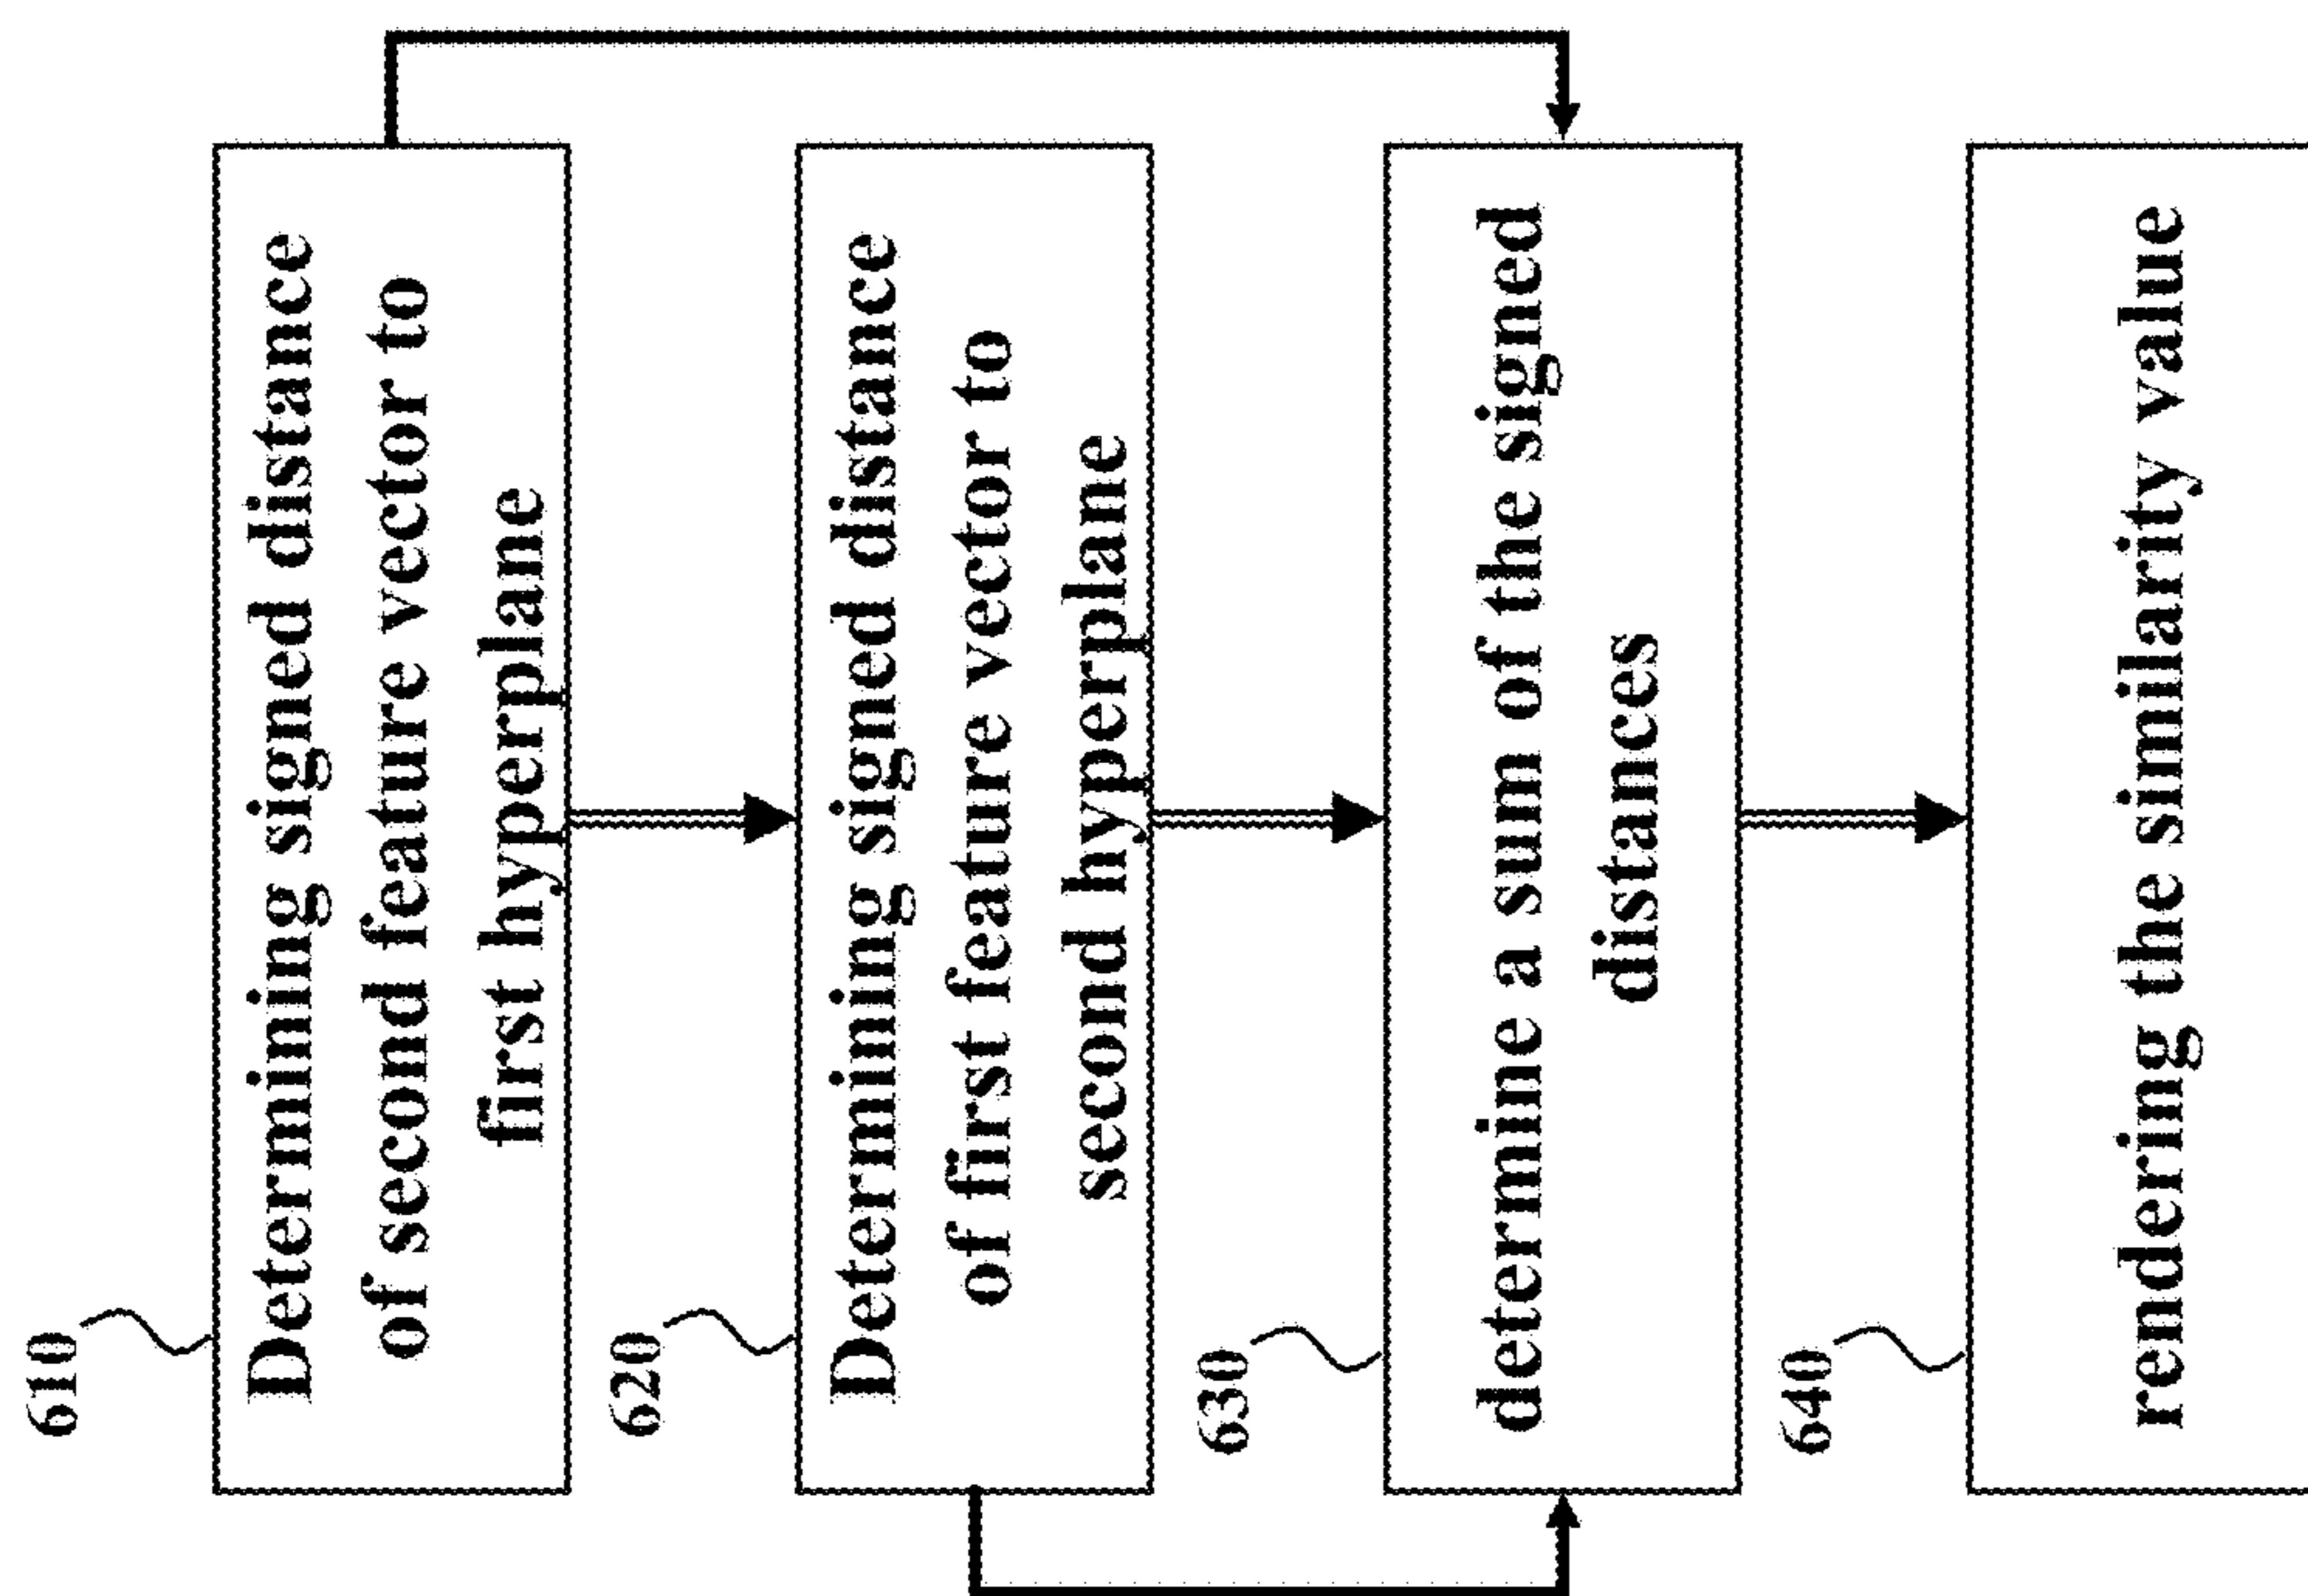 610
Determining signed distance
of second feature vector to
first hyperplane
620
Determining signed distance
of first feature vector to
second hyperplane
630
determine a sum of the signed
distances
640
rendering the similarity value